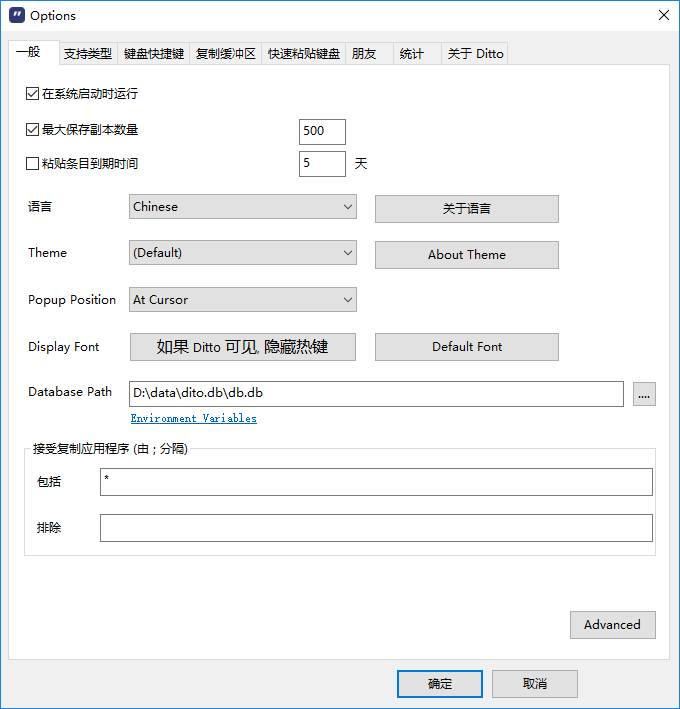 Options
一般 支持类型 键盘快捷键 复制缓冲区 快速粘贴键盘 朋友 统计 关于 Ditto
在系统启动时运行
最大保存副本数量 500
粘贴条目到期时间 5 天
语言 Chinese 关于语言
Theme (Default) About Theme
Popup Position At Cursor
Display Font 如果 Ditto 可见, 隐藏热键 Default Font
Database Path D:\data\dito.db\db.db ....
Environment Variables
接受复制应用程序 (由 ; 分隔)
包括 *
排除
Advanced
确定 取消